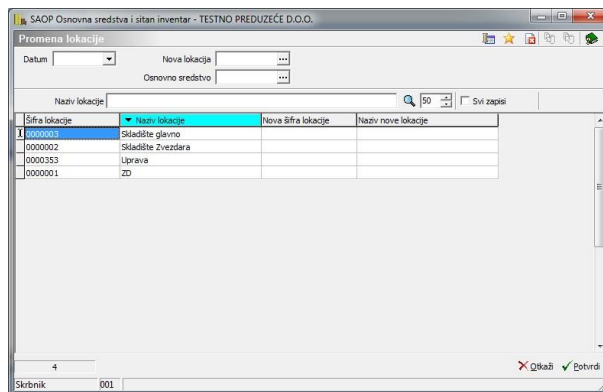 SAOP Osnovna sredstva i sitan inventar - TESTNO PREDUZEĆE D.O.O.
Promena lokacije
Datum Nova lokacija ...
Osnovno sredstvo ...
Naziv lokacije 50 Svi zapisi
Šifra lokacije Naziv lokacije Nova šifra lokacije Naziv nove lokacije
0000003 Skladište glavno
0000002 Skladište Zvezdara
0000353 Uprava
0000001 ZD
4 Otkaži Potvrdi
Skrbnik 001